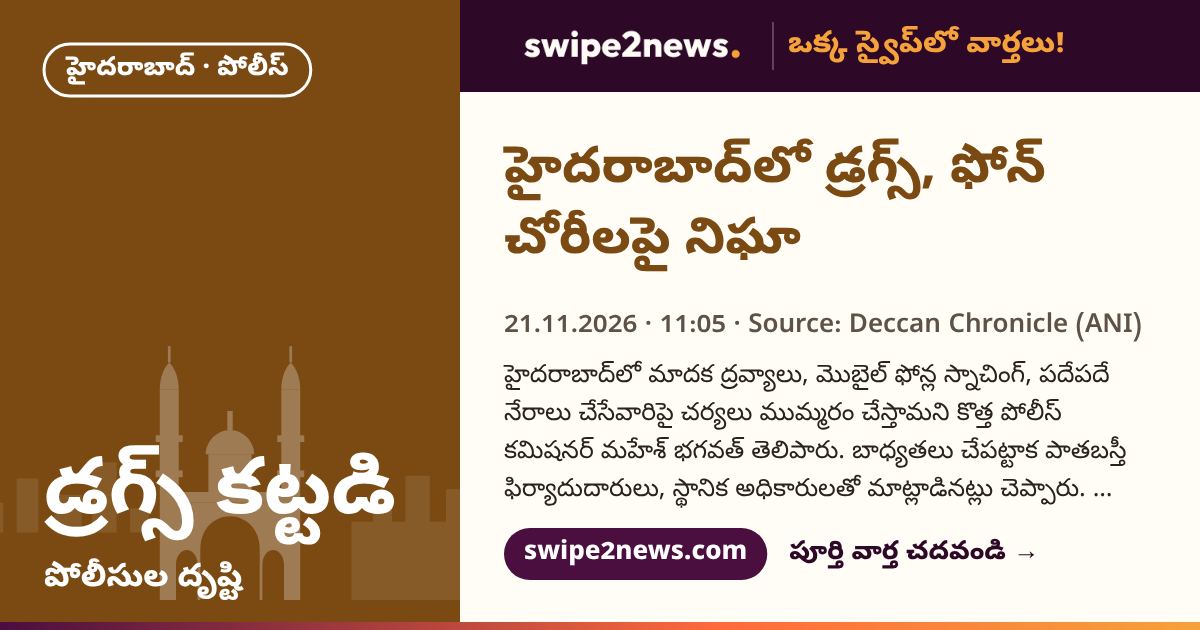 హైదరాబాద్ · పోలీస్
డ్రగ్స్ కట్టడి
పోలీసుల దృష్టి
swipe2news.
ఒక్క స్వైప్‌లో వార్తలు!
హైదరాబాద్‌లో డ్రగ్స్, ఫోన్
చోరీలపై నిఘా
21.11.2026 · 11:05 · Source: Deccan Chronicle (ANI)
హైదరాబాద్‌లో మాదక ద్రవ్యాలు, మొబైల్ ఫోన్ల స్నాచింగ్, పదేపదే
నేరాలు చేసేవారిపై చర్యలు ముమ్మరం చేస్తామని కొత్త పోలీస్
కమిషనర్ మహేశ్ భగవత్ తెలిపారు. బాధ్యతలు చేపట్టాక పాతబస్తీ
ఫిర్యాదుదారులు, స్థానిక అధికారులతో మాట్లాడినట్లు చెప్పారు. ...
swipe2news.com
పూర్తి వార్త చదవండి →